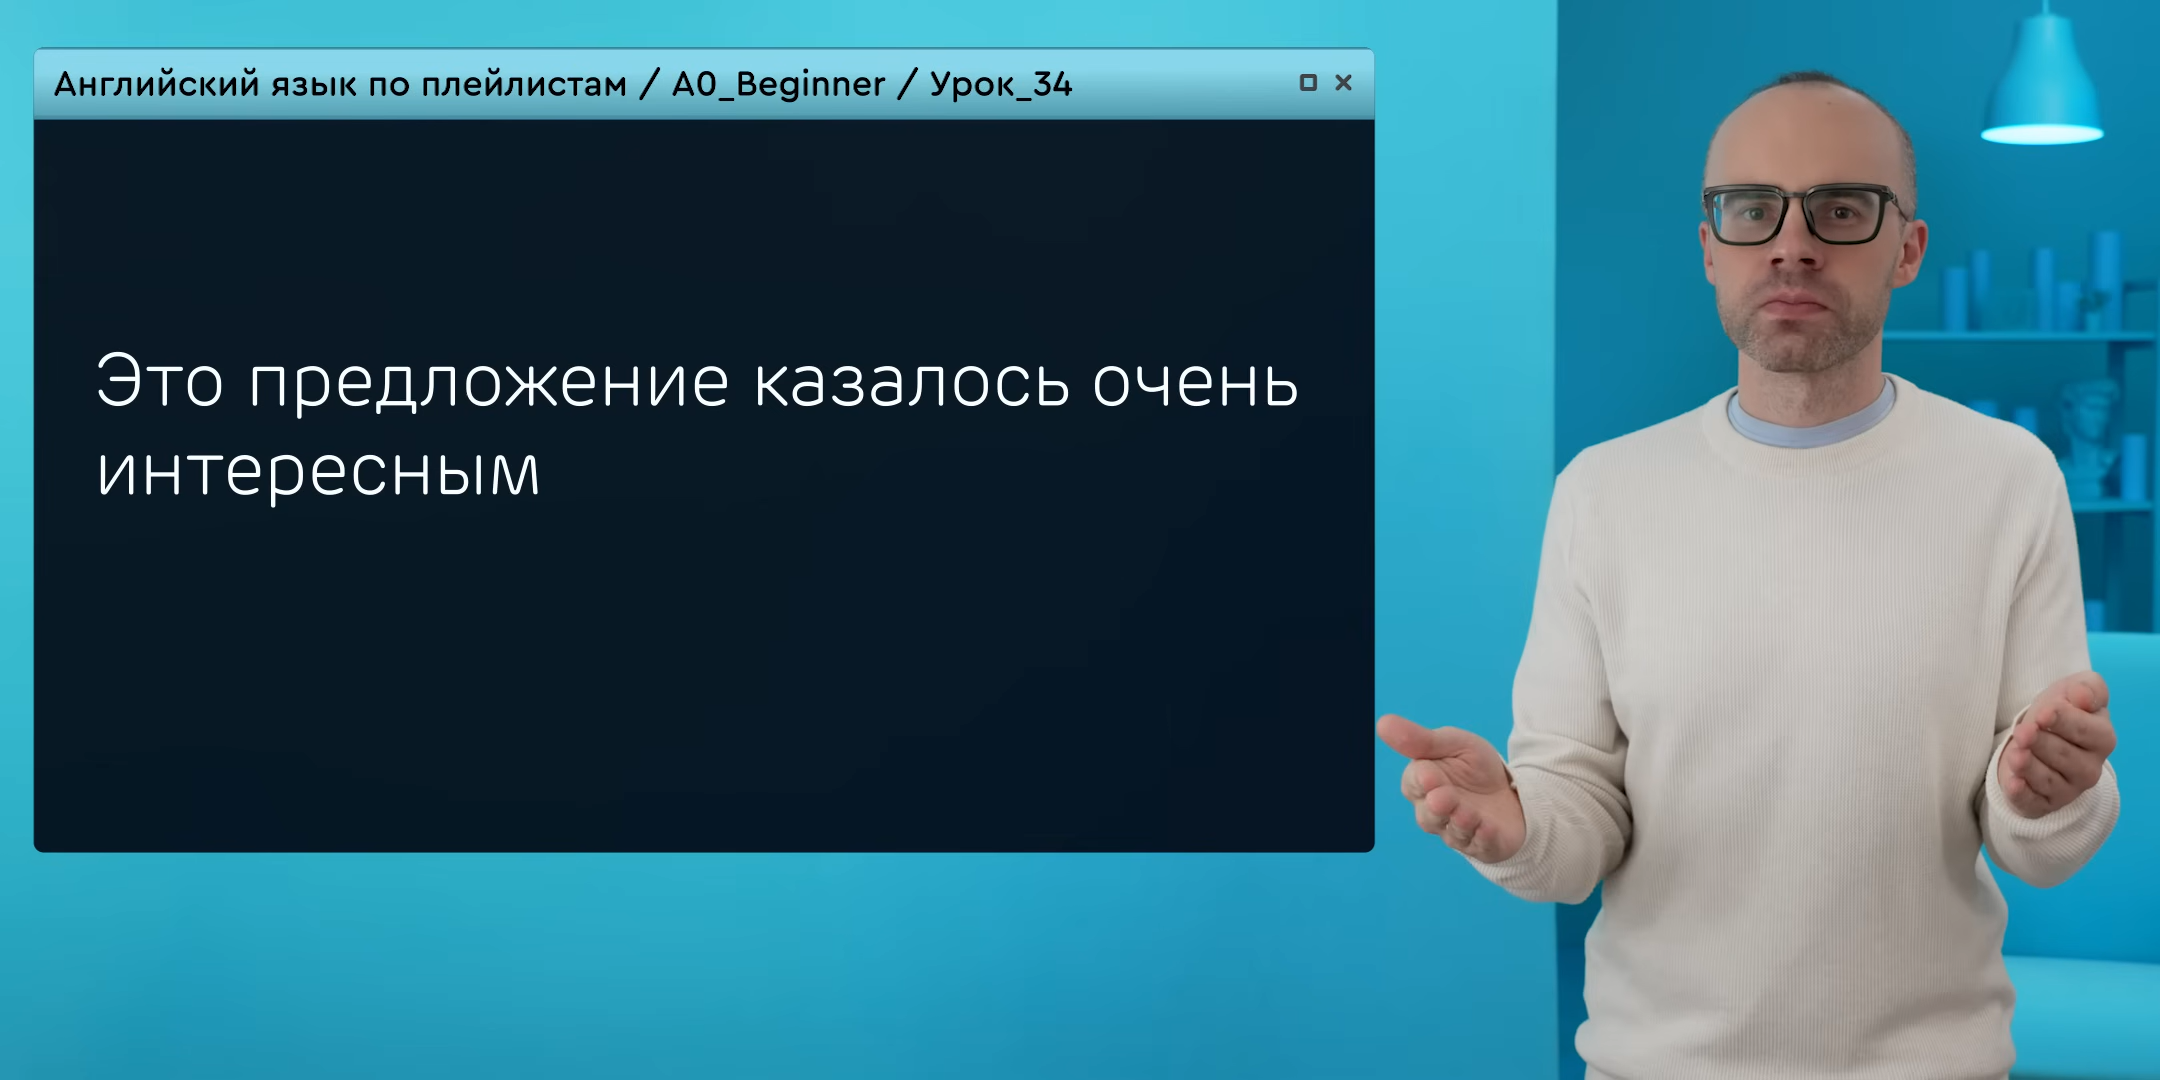 Английский язык по плейлистам / A0_Beginner / Урок_34
Это предложение казалось очень
интересным